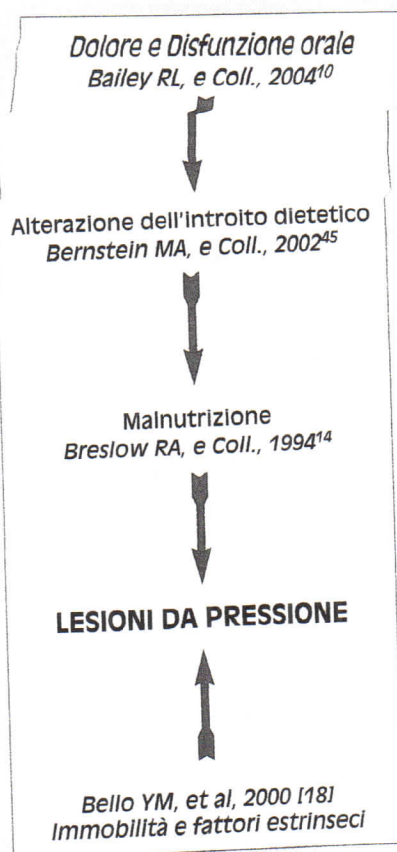 Dolore e Disfunzione orale
Bailey RL, e Coll., 2004¹⁰
Alterazione dell'introito dietetico
Bernstein MA, e Coll., 2002⁴⁵
Malnutrizione
Breslow RA, e Coll., 1994¹⁴
LESIONI DA PRESSIONE
Bello YM, et al, 2000 [18]
Immobilità e fattori estrinseci